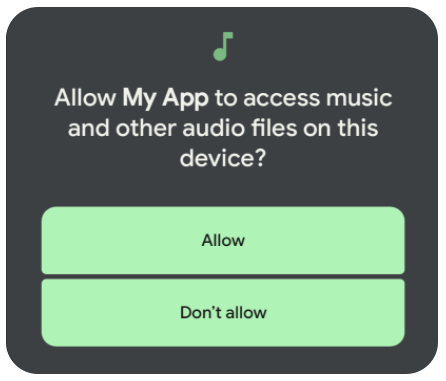 Allow My App to access music
and other audio files on this
device?
Allow
Don’t allow